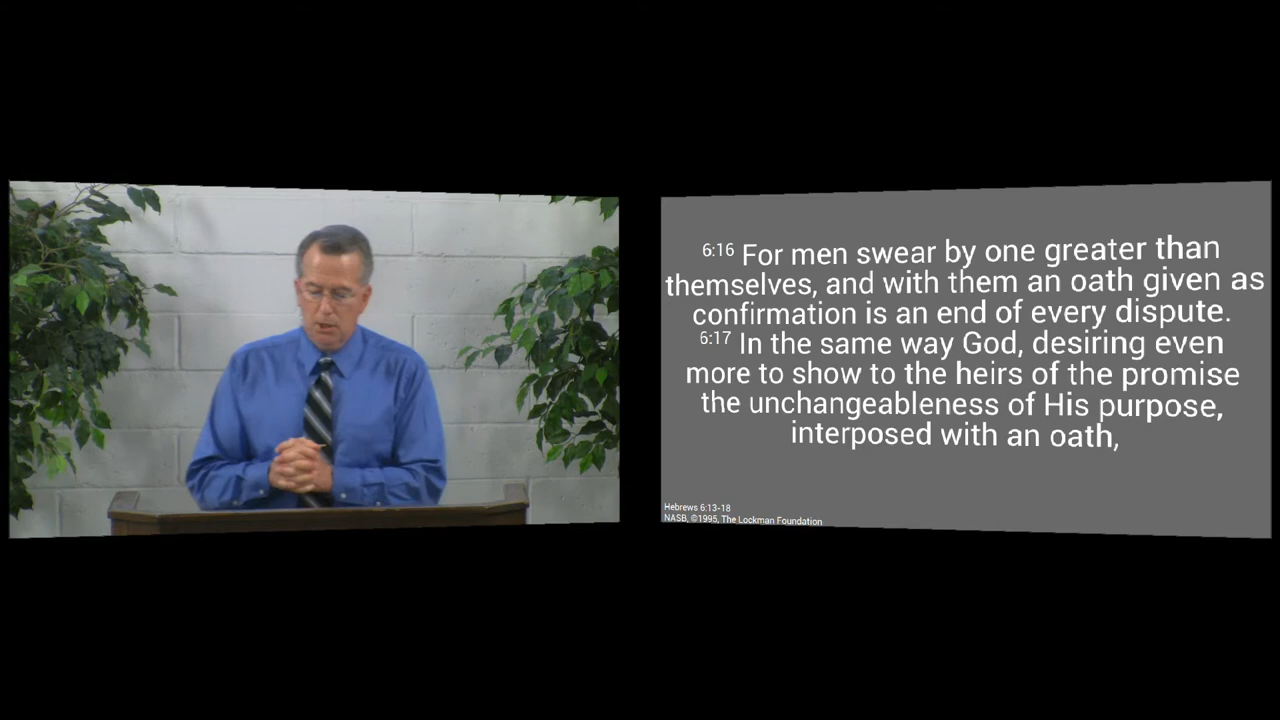 6:16 For men swear by one greater than
themselves, and with them an oath given as
confirmation is an end of every dispute.
6:17 In the same way God, desiring even
more to show to the heirs of the promise
the unchangeableness of His purpose,
interposed with an oath,
Hebrews 6:13-18
NASB, ©1995, The Lockman Foundation